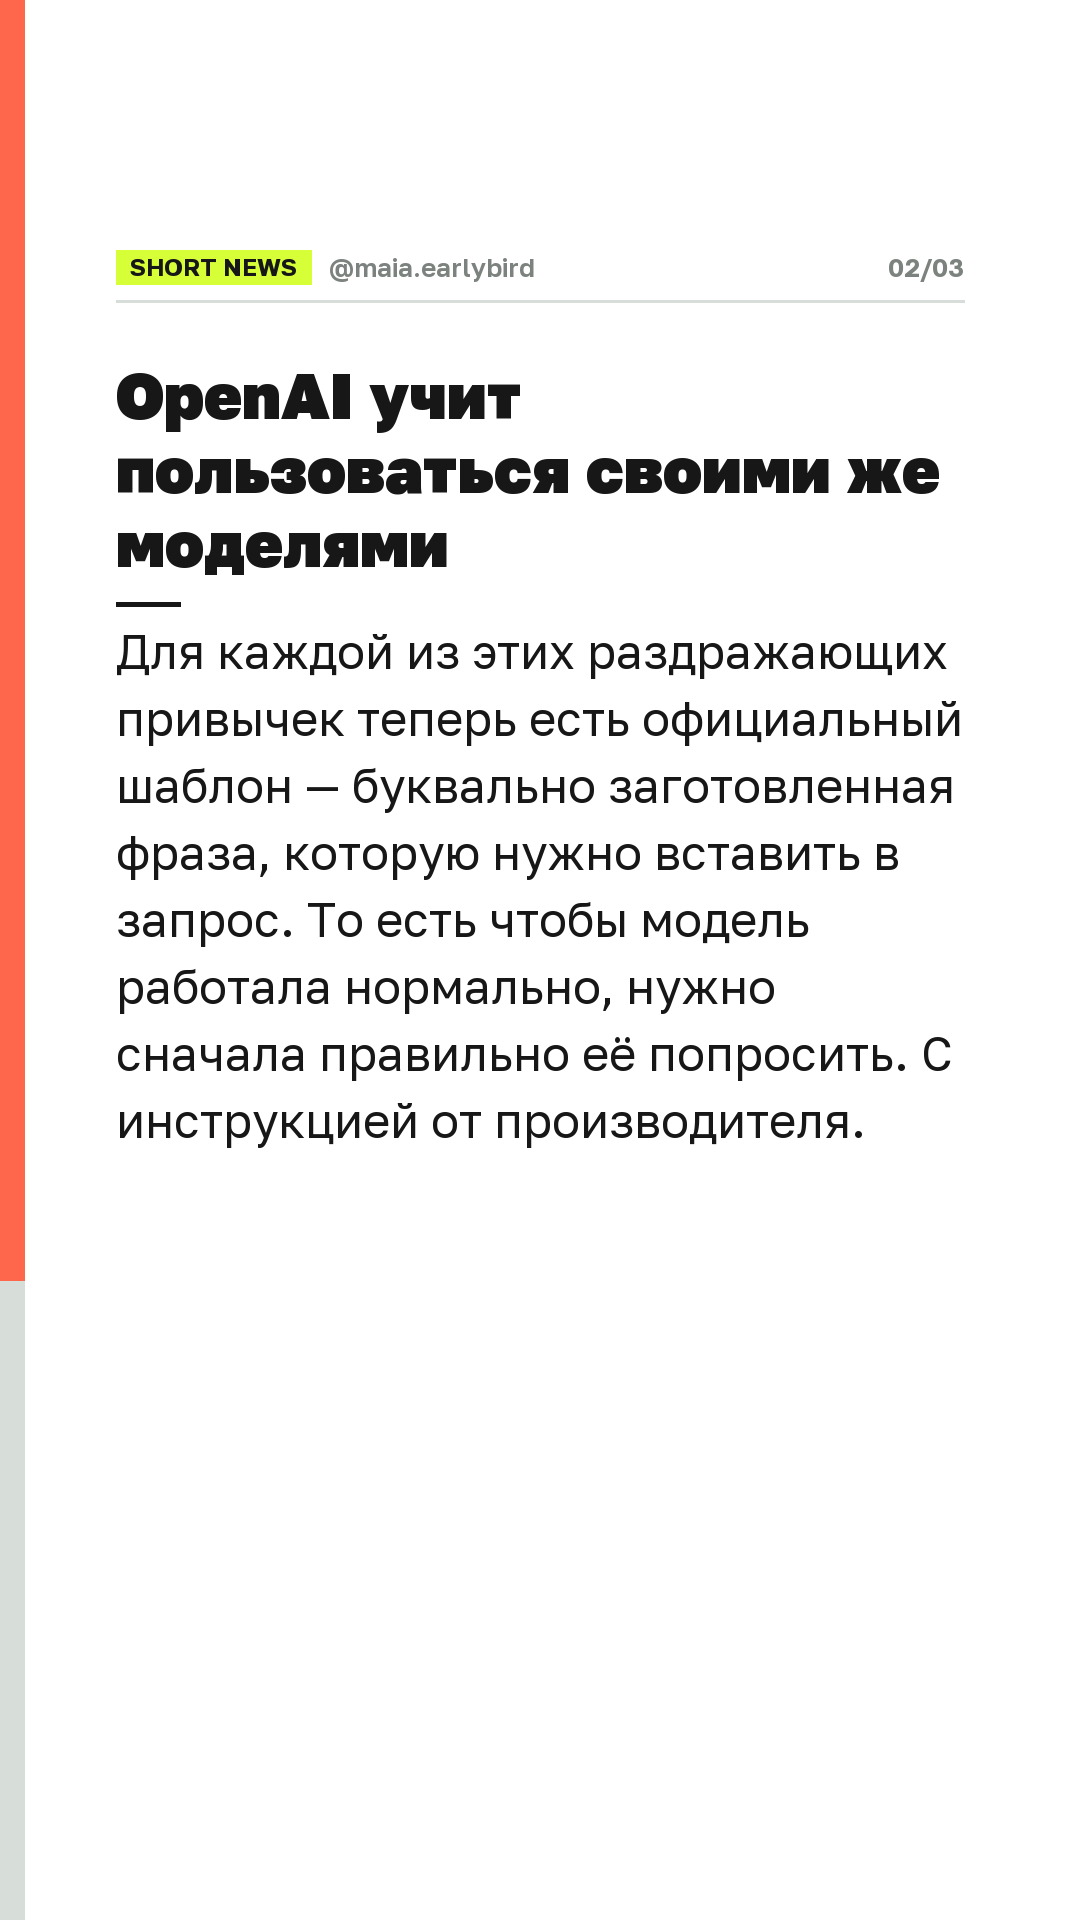 SHORT NEWS @maia.earlybird 02/03
OpenAI учит
пользоваться своими же
моделями
Для каждой из этих раздражающих
привычек теперь есть официальный
шаблон — буквально заготовленная
фраза, которую нужно вставить в
запрос. То есть чтобы модель
работала нормально, нужно
сначала правильно её попросить. С
инструкцией от производителя.